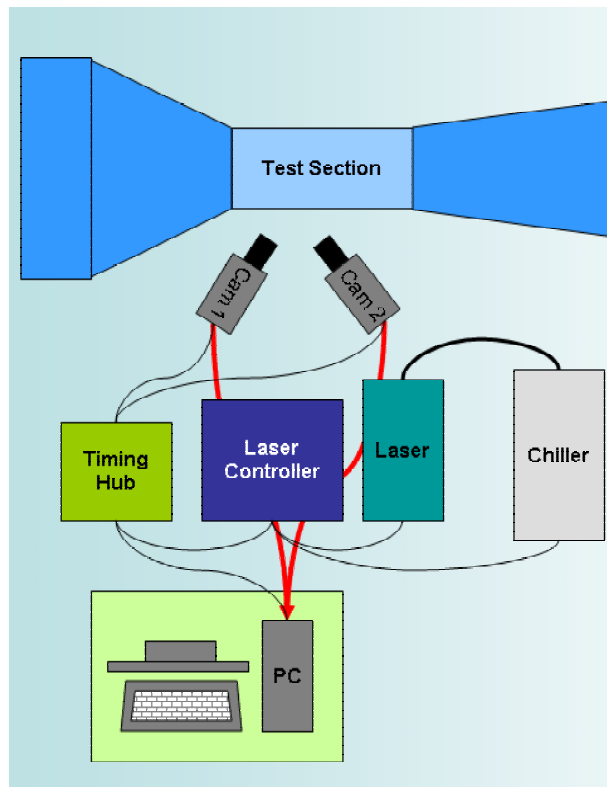 Test Section
Cam 1
Cam 2
Timing
Hub
Laser
Controller
Laser
Chiller
PC